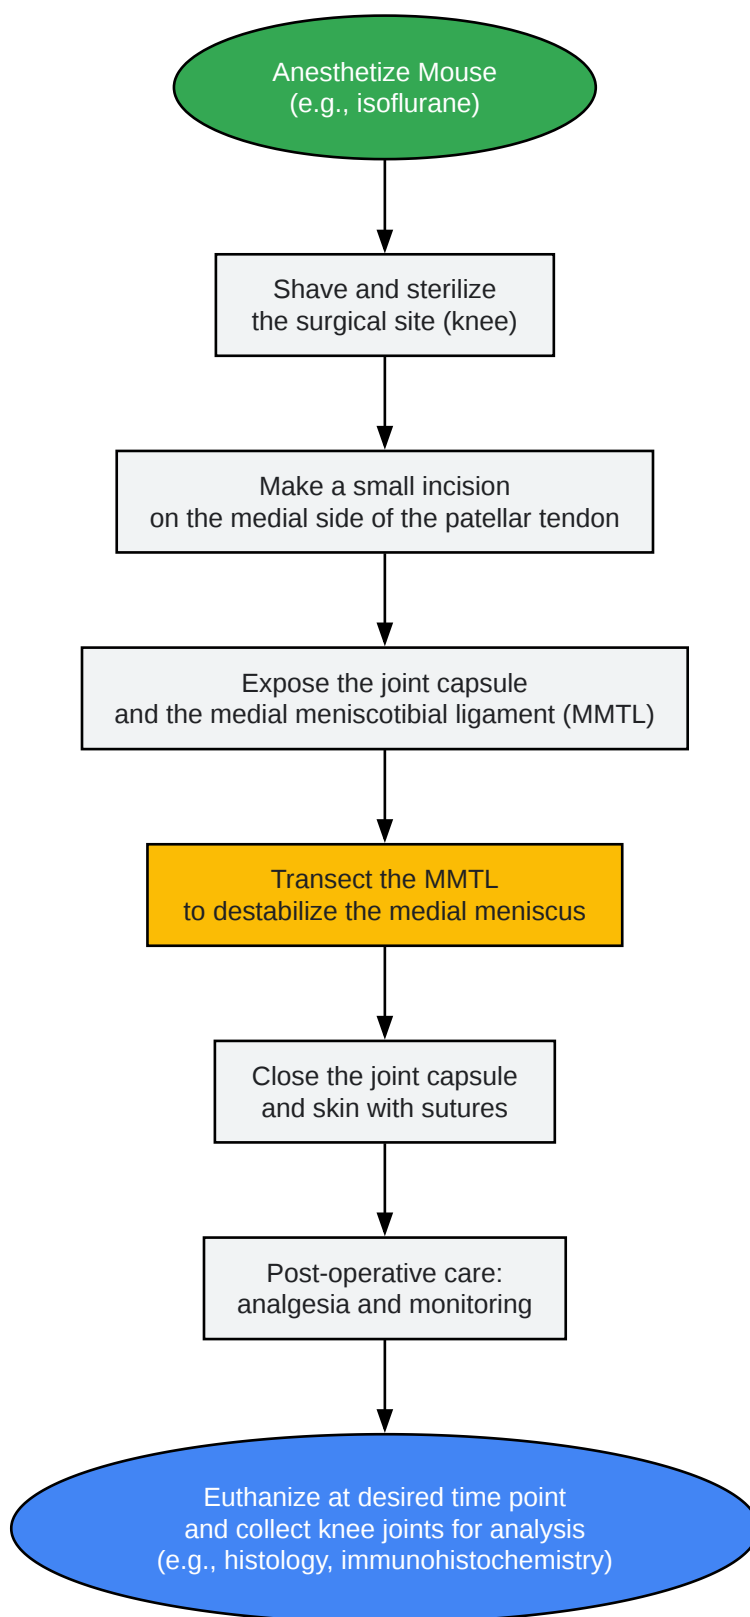 Anesthetize Mouse
(e.g., isoflurane)
Shave and sterilize
the surgical site (knee)
Make a small incision
on the medial side of the patellar tendon
Expose the joint capsule
and the medial meniscotibial ligament (MMTL)
Transect the MMTL
to destabilize the medial meniscus
Close the joint capsule
and skin with sutures
Post-operative care:
analgesia and monitoring
Euthanize at desired time point
and collect knee joints for analysis
(e.g., histology, immunohistochemistry)